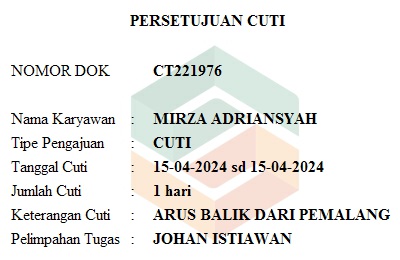 PERSETUJUAN CUTI
NOMOR DOK CT221976
Nama Karyawan : MIRZA ADRIANSYAH
Tipe Pengajuan : CUTI
Tanggal Cuti : 15-04-2024 sd 15-04-2024
Jumlah Cuti : 1 hari
Keterangan Cuti : ARUS BALIK DARI PEMALANG
Pelimpahan Tugas : JOHAN ISTIAWAN